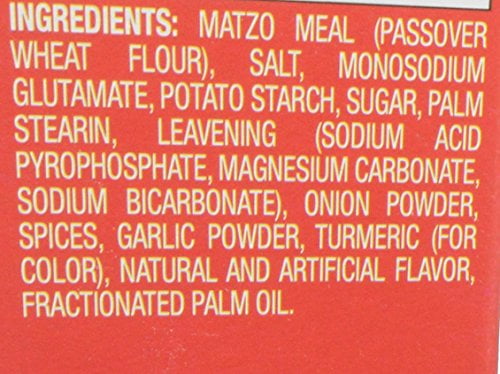 INGREDIENTS: MATZO MEAL (PASSOVER
WHEAT FLOUR), SALT, MONOSODIUM
GLUTAMATE, POTATO STARCH, SUGAR, PALM
STEARIN, LEAVENING (SODIUM ACID
PYROPHOSPHATE, MAGNESIUM CARBONATE,
SODIUM BICARBONATE), ONION POWDER,
SPICES, GARLIC POWDER, TURMERIC (FOR
COLOR), NATURAL AND ARTIFICIAL FLAVOR,
FRACTIONATED PALM OIL.